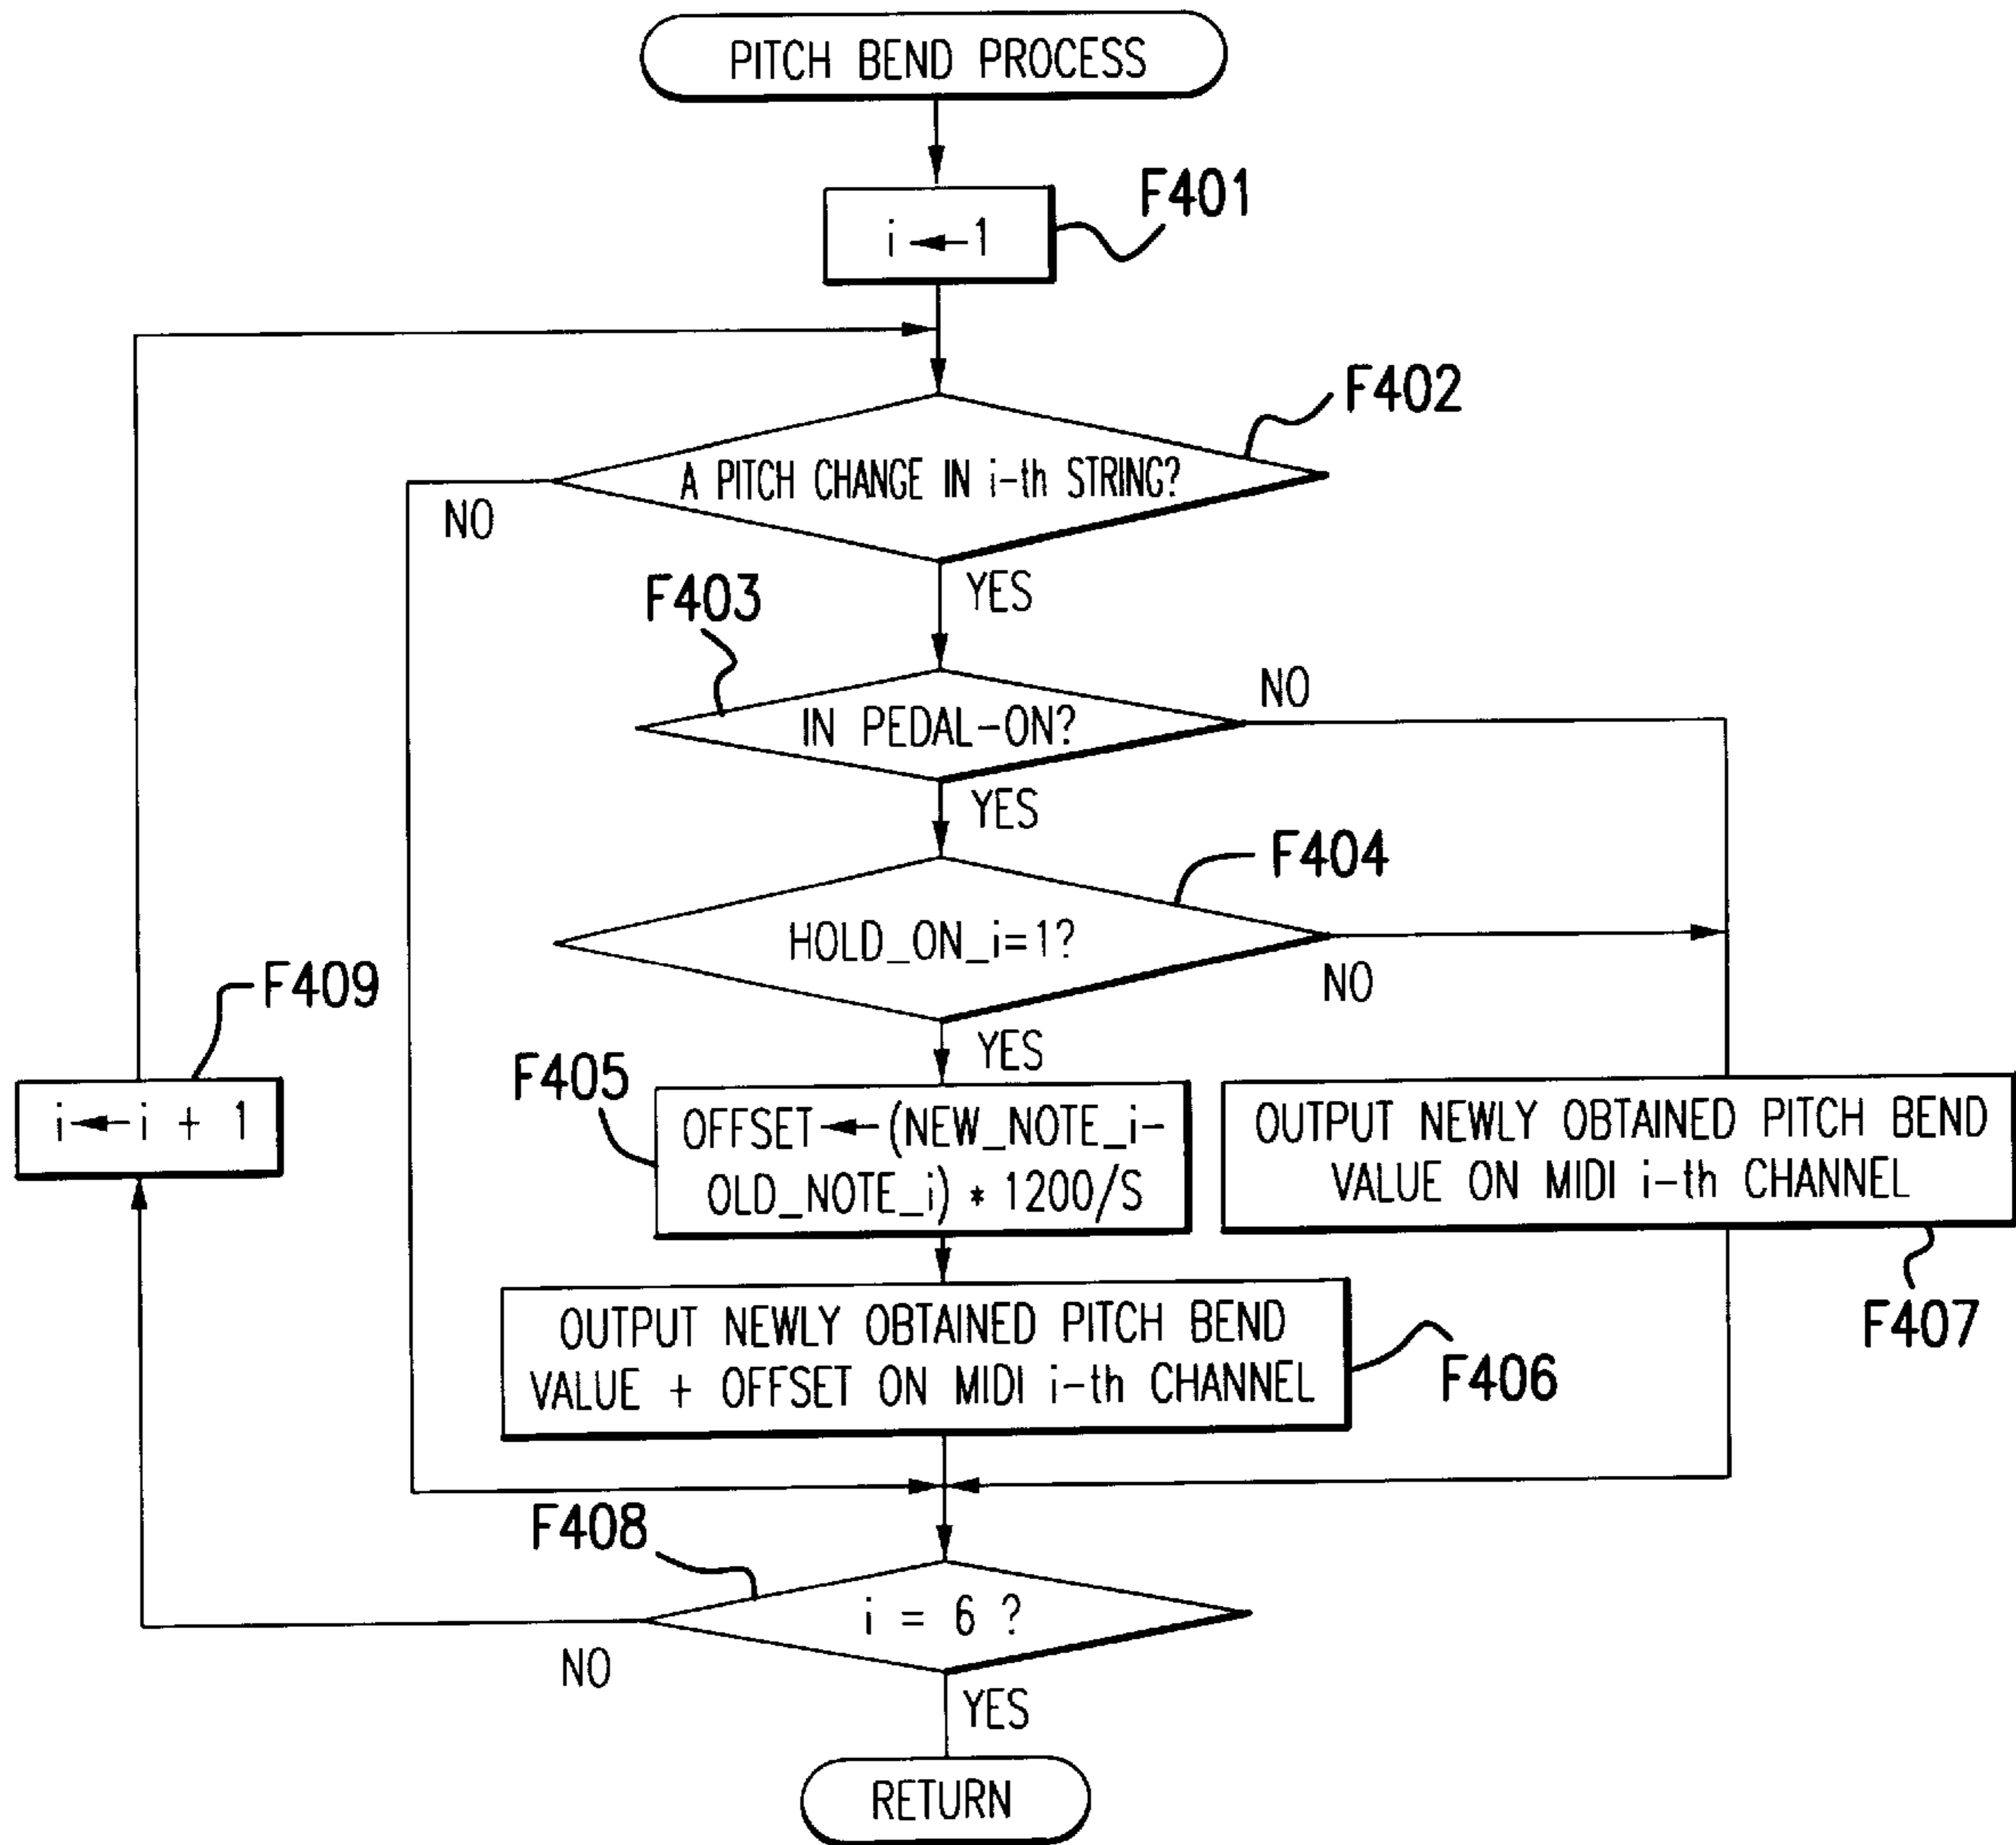 PITCH BEND PROCESS
F401
i ← 1
F402
A PITCH CHANGE IN i-th STRING?
NO
YES
F403
IN PEDAL-ON?
NO
YES
F404
HOLD_ON_i=1?
NO
YES
F409
i ← i + 1
F405
OFFSET ← (NEW_NOTE_i-
OLD_NOTE_i) * 1200/S
OUTPUT NEWLY OBTAINED PITCH BEND
VALUE ON MIDI i-th CHANNEL
F407
OUTPUT NEWLY OBTAINED PITCH BEND
VALUE + OFFSET ON MIDI i-th CHANNEL
F406
F408
i = 6 ?
NO
YES
RETURN